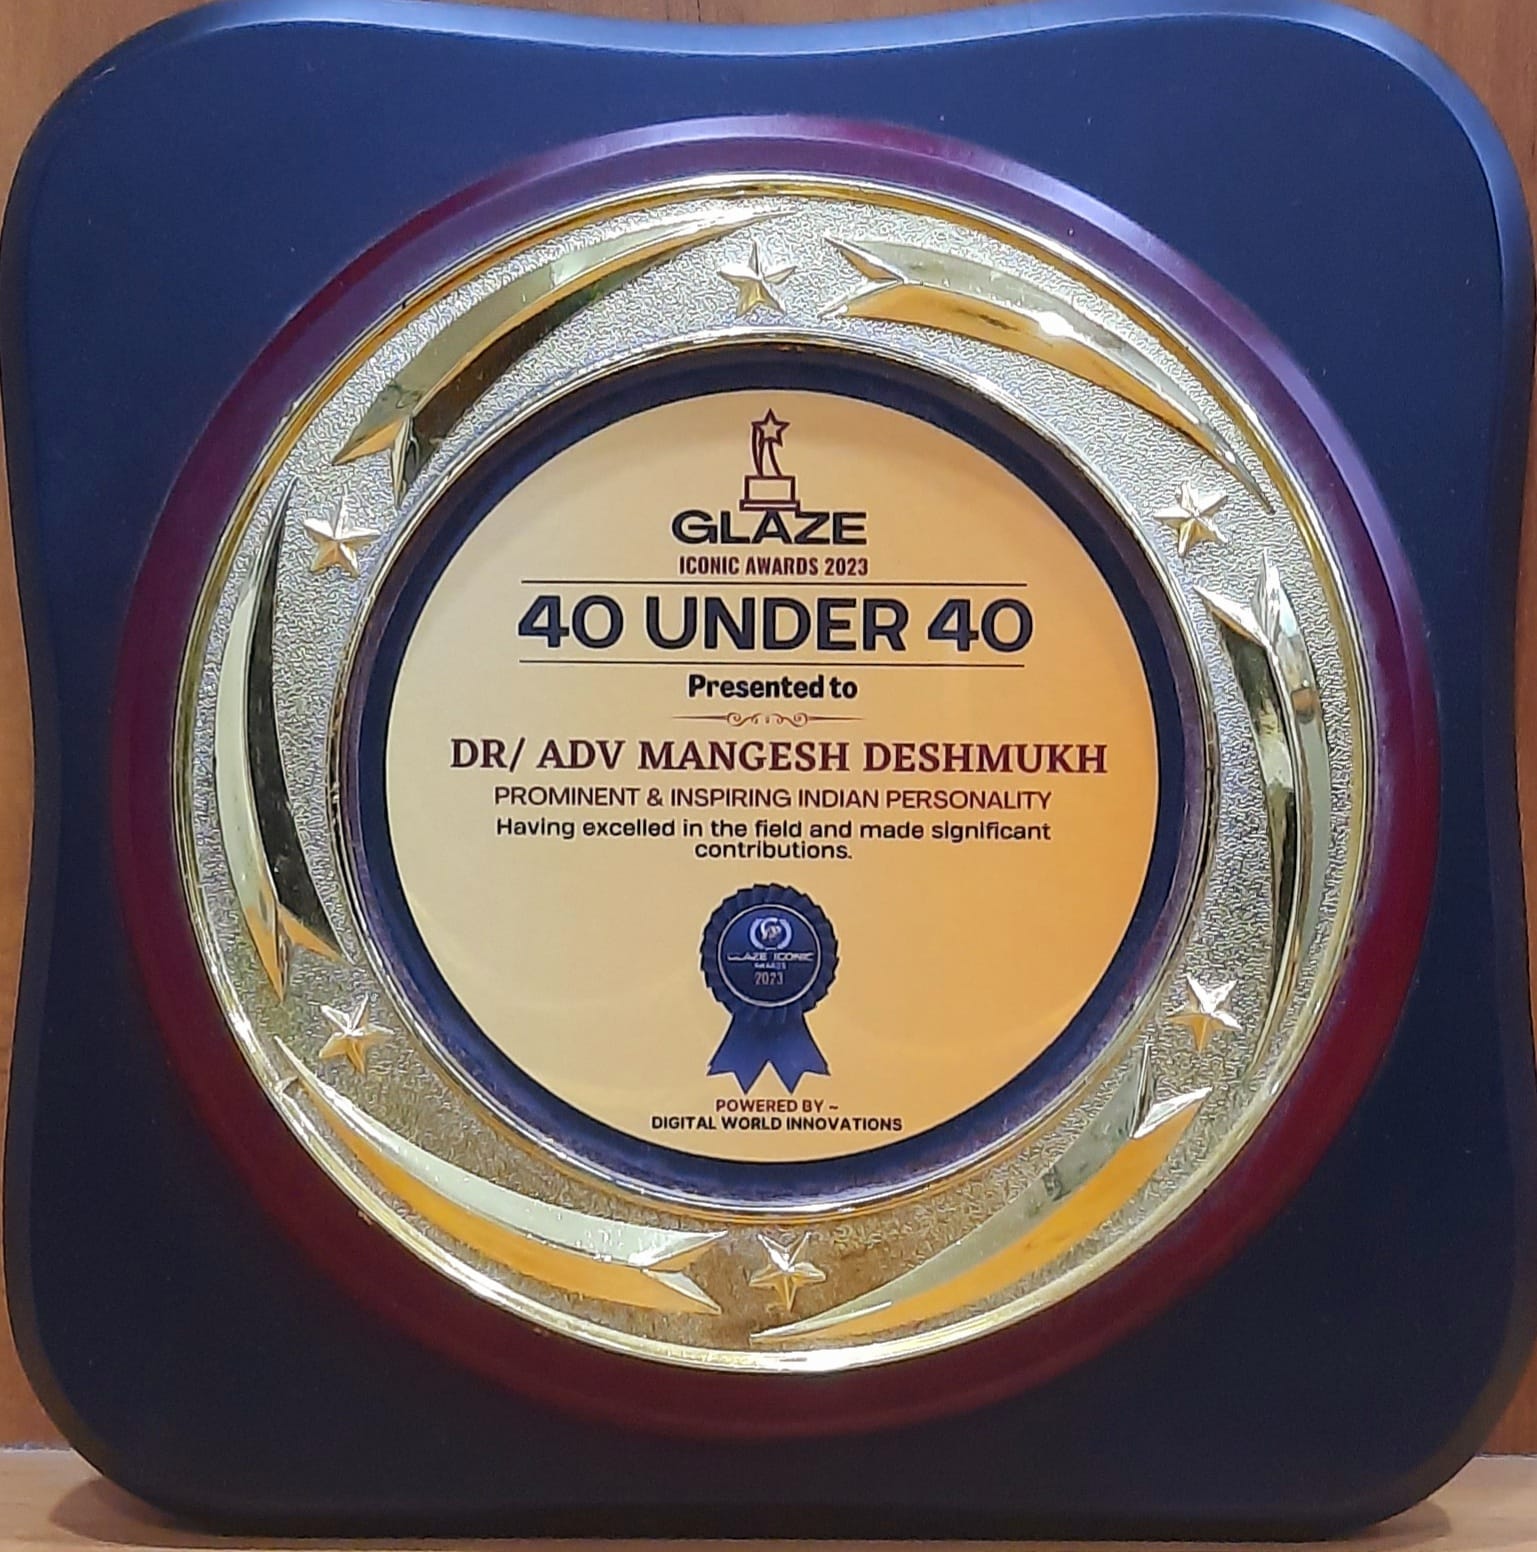 GLAZE
ICONIC AWARDS 2023
40 UNDER 40
Presented to
DR/ ADV MANGESH DESHMUKH
PROMINENT & INSPIRING INDIAN PERSONALITY
Having excelled in the field and made significant
contributions.
GLAZE ICONIC
AWARDS
2023
POWERED BY ~
DIGITAL WORLD INNOVATIONS